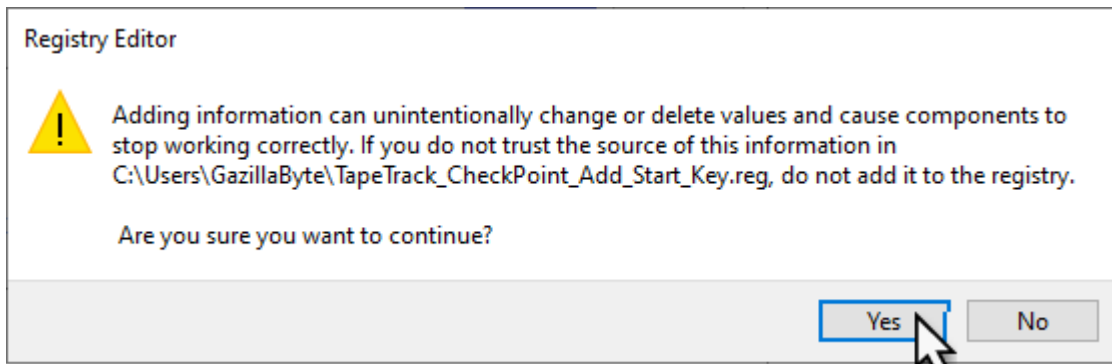 Registry Editor
Adding information can unintentionally change or delete values and cause components to
stop working correctly. If you do not trust the source of this information in
C:\Users\GazillaByte\TapeTrack_CheckPoint_Add_Start_Key.reg, do not add it to the registry.
Are you sure you want to continue?
Yes
No